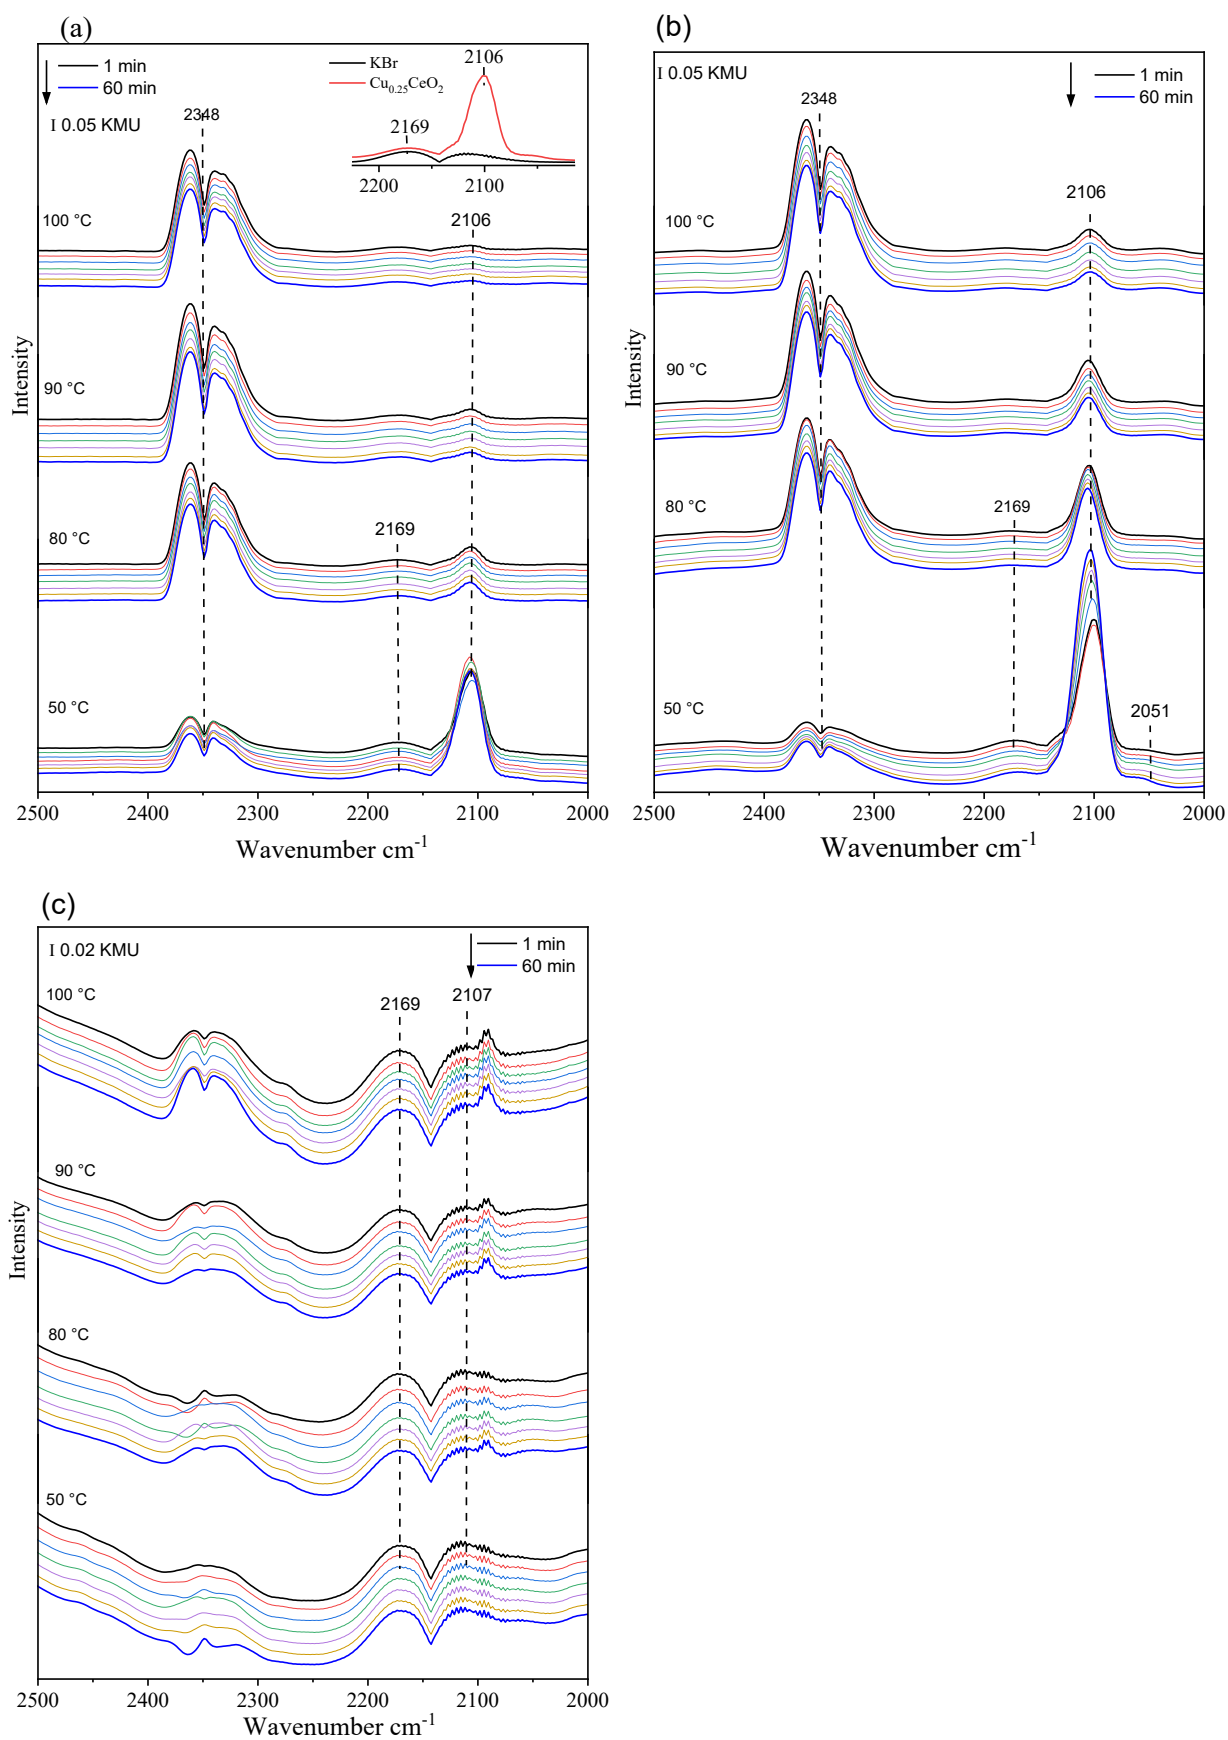 (a)
1 min
60 min
I 0.05 KMU
KBr
Cu0.25CeO2
2106
2169
2200 2100
2348
2106
100 °C
90 °C
80 °C
2169
50 °C
Intensity
2500 2400 2300 2200 2100 2000
Wavenumber cm-1
(b)
I 0.05 KMU
1 min
60 min
2348
2106
100 °C
90 °C
80 °C
2169
50 °C
2051
Intensity
2500 2400 2300 2200 2100 2000
Wavenumber cm-1
(c)
I 0.02 KMU
1 min
60 min
100 °C
2169 2107
90 °C
80 °C
50 °C
Intensity
2500 2400 2300 2200 2100 2000
Wavenumber cm-1